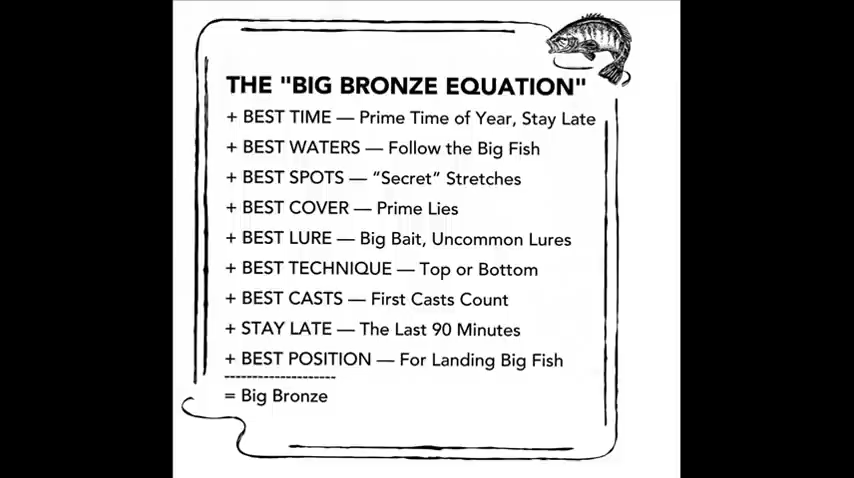 THE "BIG BRONZE EQUATION"
+ BEST TIME — Prime Time of Year, Stay Late
+ BEST WATERS — Follow the Big Fish
+ BEST SPOTS — “Secret” Stretches
+ BEST COVER — Prime Lies
+ BEST LURE — Big Bait, Uncommon Lures
+ BEST TECHNIQUE — Top or Bottom
+ BEST CASTS — First Casts Count
+ STAY LATE — The Last 90 Minutes
+ BEST POSITION — For Landing Big Fish
--------------------
= Big Bronze